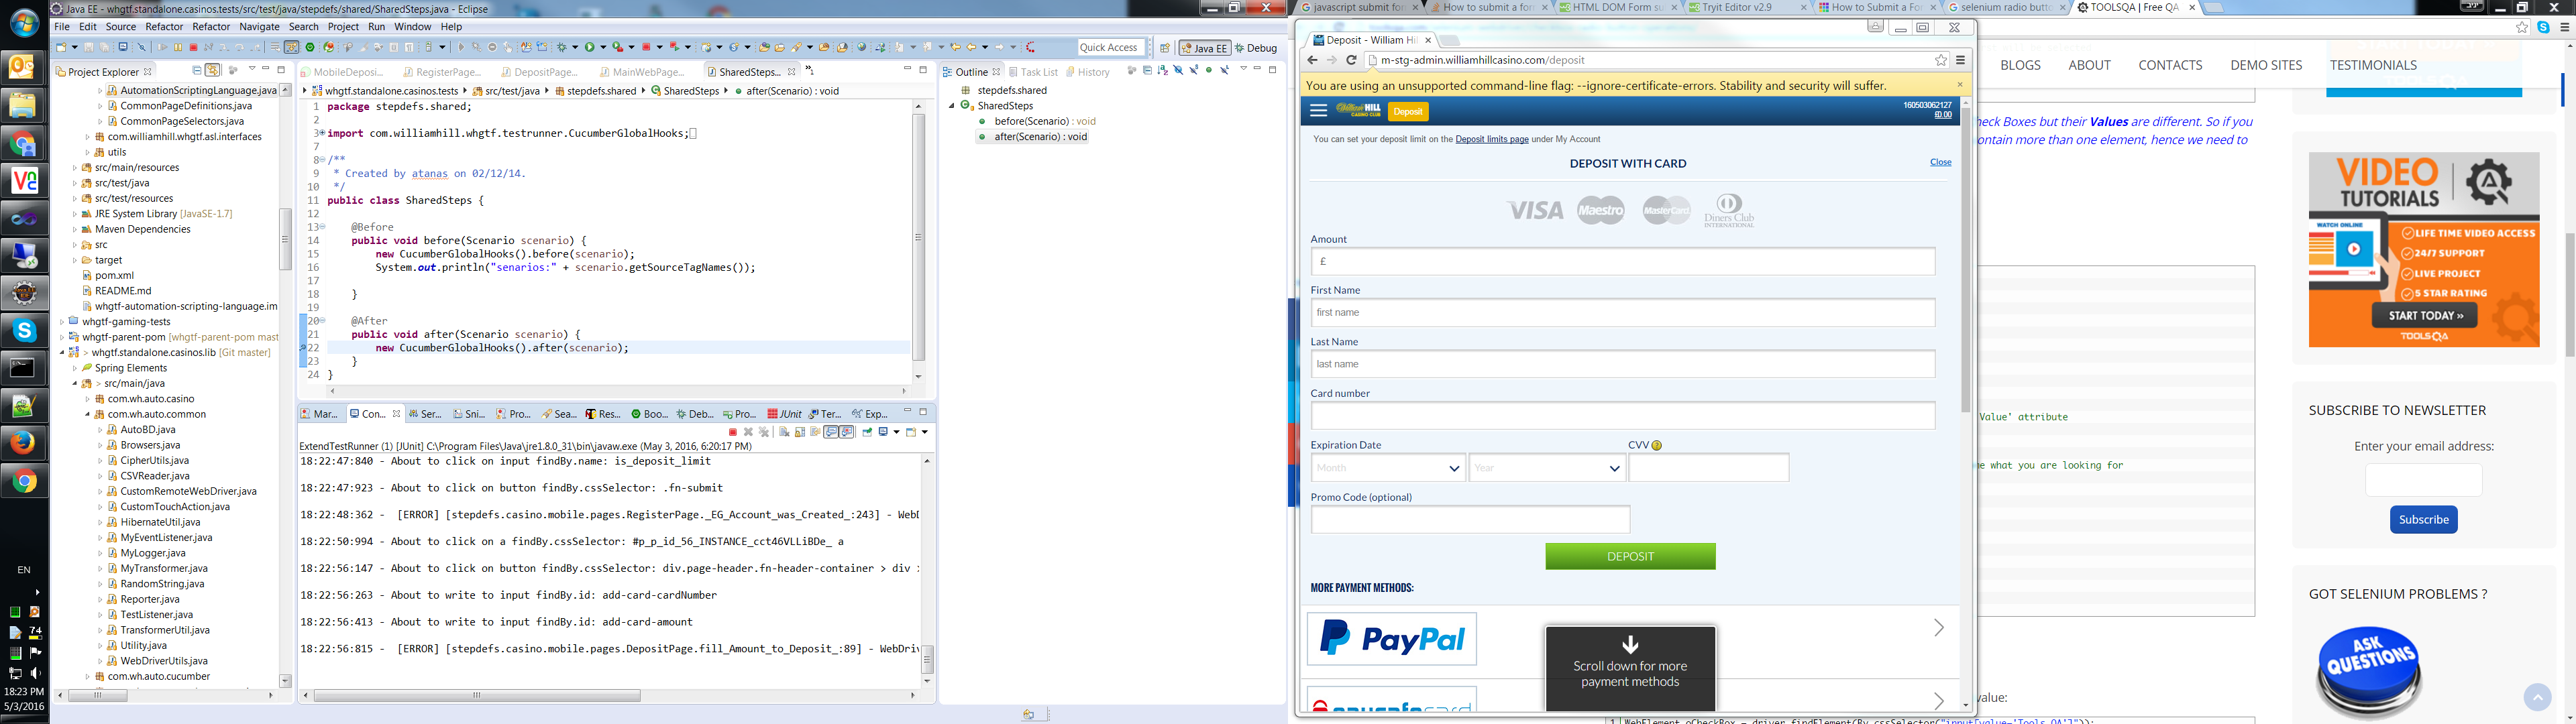 Java EE - whgtf.standalone.casinos.tests/src/test/java/stepdefs/shared/SharedSteps.java - Eclipse
File Edit Source Refactor Refactor Navigate Search Project Run Window Help
Quick Access
Java EE
Debug
Project Explorer
AutomationScriptingLanguage.java
CommonPageDefinitions.java
CommonPageSelectors.java
com.williamhill.whgtf.asl.interfaces
utils
src/main/resources
src/test/java
src/test/resources
JRE System Library [JavaSE-1.7]
Maven Dependencies
src
target
pom.xml
README.md
whgtf-automation-scripting-language.im
whgtf-gaming-tests
whgtf-parent-pom [whgtf-parent-pom mast
> whgtf.standalone.casinos.lib [Git master]
Spring Elements
> src/main/java
com.wh.auto.casino
com.wh.auto.common
AutoBD.java
Browsers.java
CipherUtils.java
CSVReader.java
CustomRemoteWebDriver.java
CustomTouchAction.java
HibernateUtil.java
MyEventListener.java
MyLogger.java
MyTransformer.java
RandomString.java
Reporter.java
TestListener.java
TransformerUtil.java
Utility.java
WebDriverUtils.java
com.wh.auto.cucumber
EN
74
18:23 PM
5/3/2016
MobileDeposi...
RegisterPage...
DepositPage...
MainWebPage...
SharedSteps...
whgtf.standalone.casinos.tests
src/test/java
stepdefs.shared
SharedSteps
after(Scenario) : void
1 package stepdefs.shared;
2
3 import com.williamhill.whgtf.testrunner.CucumberGlobalHooks;
7
8 /**
9 * Created by atanas on 02/12/14.
10 */
11 public class SharedSteps {
12
13 @Before
14 public void before(Scenario scenario) {
15 new CucumberGlobalHooks().before(scenario);
16 System.out.println("senarios:" + scenario.getSourceTagNames());
17
18 }
19
20 @After
21 public void after(Scenario scenario) {
22 new CucumberGlobalHooks().after(scenario);
23 }
24 }
Mar... Con... Ser... Sni... Pro... Sea... Res... Boo... Deb... Pro... JUnit Ter... Exp...
ExtendTestRunner (1) [JUnit] C:\Program Files\Java\jre1.8.0_31\bin\javaw.exe (May 3, 2016, 6:20:17 PM)
18:22:47:840 - About to click on input findBy.name: is_deposit_limit
18:22:47:923 - About to click on button findBy.cssSelector: .fn-submit
18:22:48:362 - [ERROR] [stepdefs.casino.mobile.pages.RegisterPage._EG_Account_was_Created_:243] - WebD
18:22:50:994 - About to click on a findBy.cssSelector: #p_p_id_56_INSTANCE_cct46VLLiBDe_ a
18:22:56:147 - About to click on button findBy.cssSelector: div.page-header.fn-header-container > div
18:22:56:263 - About to write to input findBy.id: add-card-cardNumber
18:22:56:413 - About to write to input findBy.id: add-card-amount
18:22:56:815 - [ERROR] [stepdefs.casino.mobile.pages.DepositPage.fill_Amount_to_Deposit_:89] - WebDriv
Outline
Task List
History
stepdefs.shared
SharedSteps
before(Scenario) : void
after(Scenario) : void
javascript submit for
How to submit a for
HTML DOM Form su
Tryit Editor v2.9
How to Submit a Fo
selenium radio butto
TOOLSQA | Free QA
Deposit - William Hil
m-stg-admin.williamhillcasino.com/deposit
You are using an unsupported command-line flag: --ignore-certificate-errors. Stability and security will suffer.
William HILL
CASINO CLUB
Deposit
160503062127
£0.00
You can set your deposit limit on the Deposit limits page under My Account
DEPOSIT WITH CARD
Close
VISA
Maestro
MasterCard
Diners Club
INTERNATIONAL
Amount
£
First Name
first name
Last Name
last name
Card number
Expiration Date
CVV
Month
Year
Promo Code (optional)
DEPOSIT
MORE PAYMENT METHODS:
PayPal
Scroll down for more
payment methods
BLOGS ABOUT CONTACTS DEMO SITES TESTIMONIALS
heck Boxes but their Values are different. So if you
ontain more than one element, hence we need to
Value' attribute
me what you are looking for
value:
1 WebElement oCheckBox = driver.findElement(By.cssSelector("input[value='Tools QA']"));
VIDEO
TUTORIALS
WATCH ONLINE
LIFE TIME VIDEO ACCESS
24/7 SUPPORT
LIVE PROJECT
5 STAR RATING
START TODAY >>
TOOLSQA
SUBSCRIBE TO NEWSLETTER
Enter your email address:
Subscribe
GOT SELENIUM PROBLEMS ?
ASK
QUESTIONS